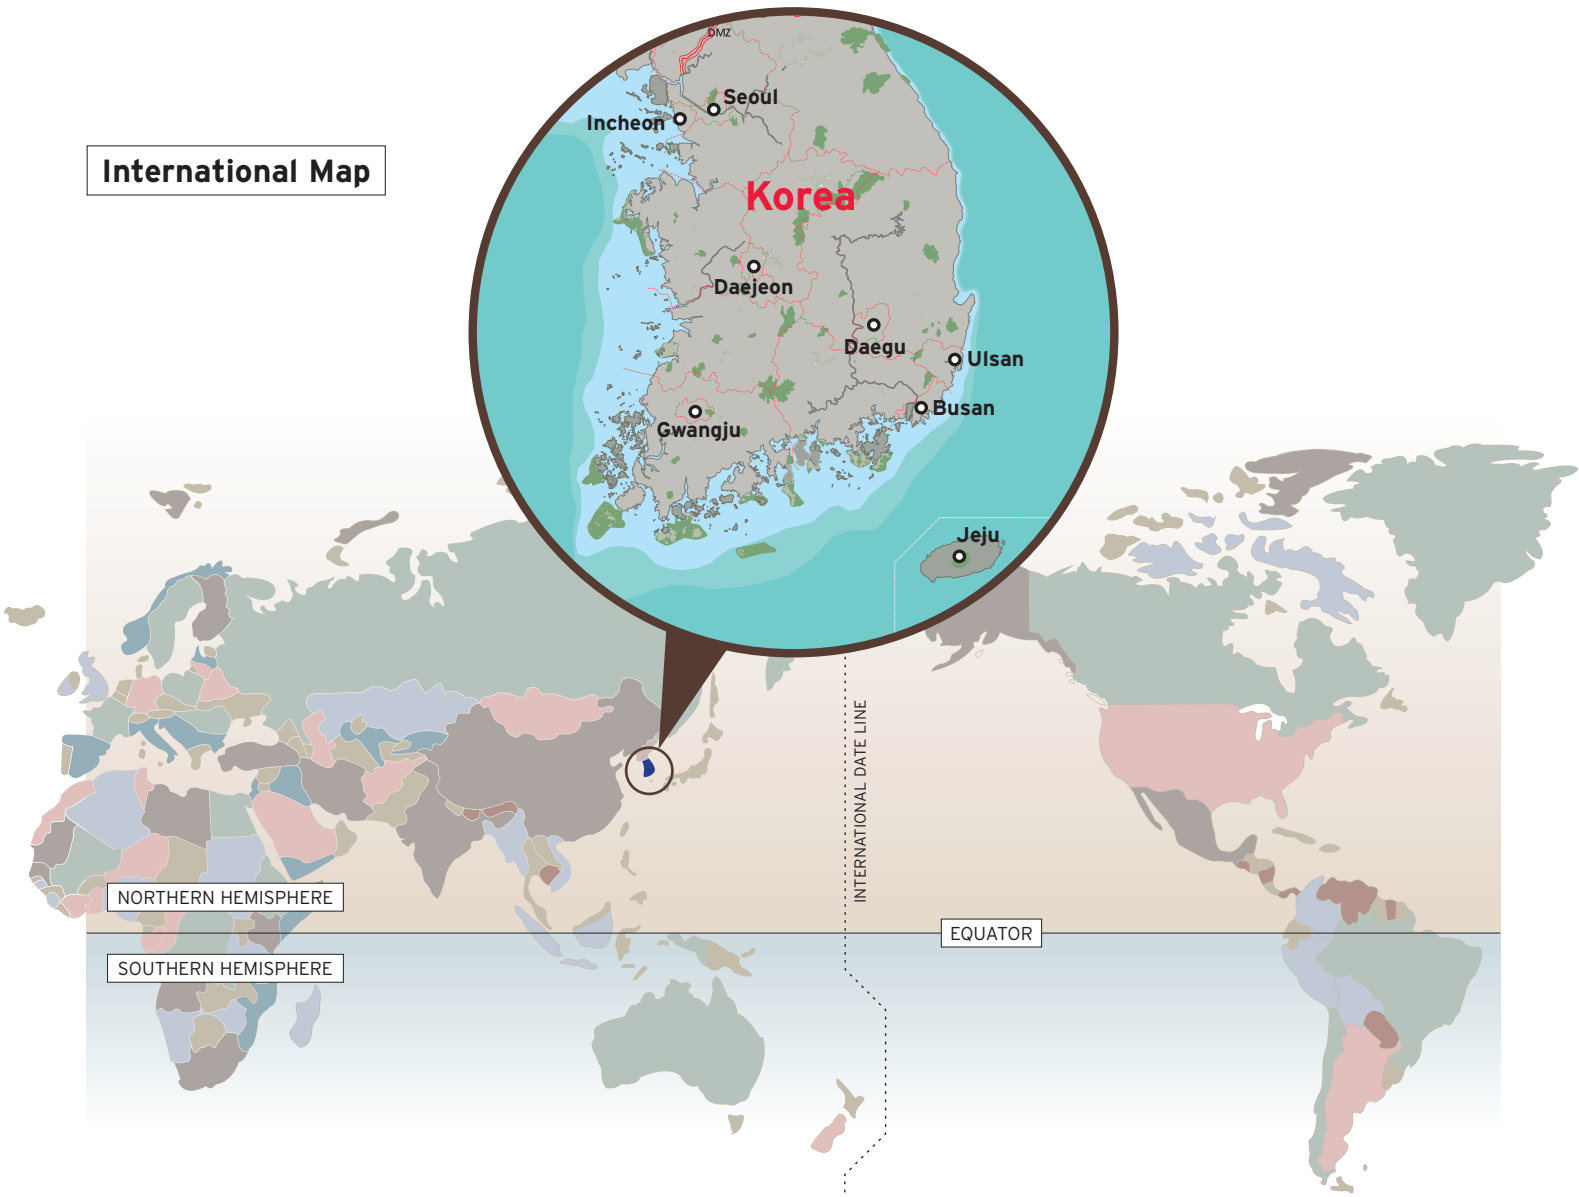 DMZ
Seoul
Incheon
International Map
Korea
Daejeon
Daegu
Ulsan
Busan
Gwangju
Jeju
INTERNATIONAL DATE LINE
NORTHERN HEMISPHERE
EQUATOR
SOUTHERN HEMISPHERE